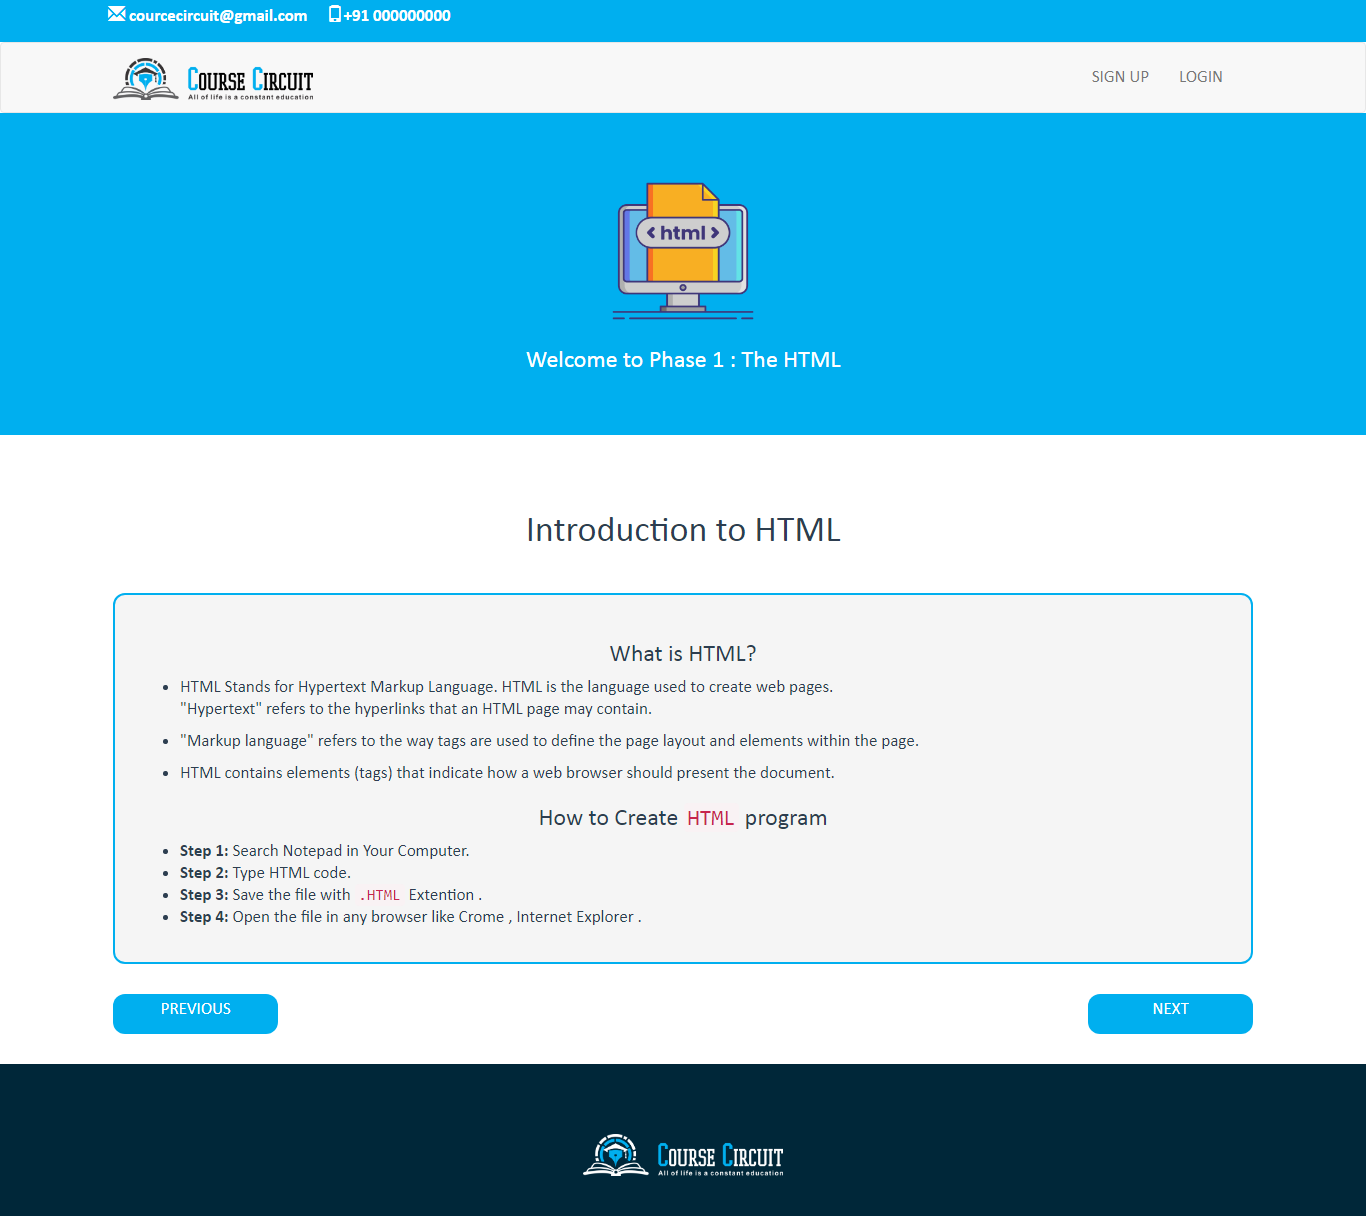 courcecircuit@gmail.com +91 000000000
COURSE CIRCUIT
All of life is a constant education
SIGN UP LOGIN
< html >
Welcome to Phase 1 : The HTML
Introduction to HTML
What is HTML?
• HTML Stands for Hypertext Markup Language. HTML is the language used to create web pages.
"Hypertext" refers to the hyperlinks that an HTML page may contain.
• "Markup language" refers to the way tags are used to define the page layout and elements within the page.
• HTML contains elements (tags) that indicate how a web browser should present the document.
How to Create HTML program
• Step 1: Search Notepad in Your Computer.
• Step 2: Type HTML code.
• Step 3: Save the file with .HTML Extention .
• Step 4: Open the file in any browser like Crome , Internet Explorer .
PREVIOUS NEXT
COURSE CIRCUIT
All of life is a constant education